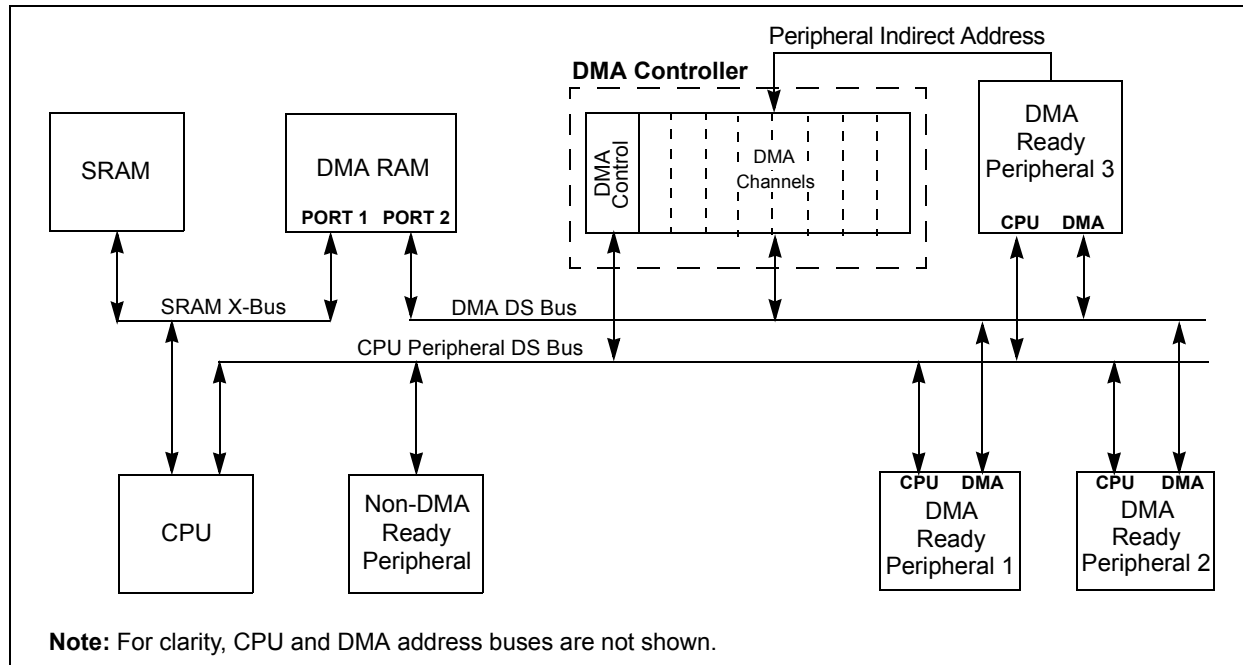 Peripheral Indirect Address
DMA Controller
SRAM
DMA RAM
PORT 1 PORT 2
DMA
Control
DMA
Channels
DMA
Ready
Peripheral 3
CPU DMA
SRAM X-Bus
DMA DS Bus
CPU Peripheral DS Bus
CPU
Non-DMA
Ready
Peripheral
CPU DMA
DMA
Ready
Peripheral 1
CPU DMA
DMA
Ready
Peripheral 2
Note: For clarity, CPU and DMA address buses are not shown.